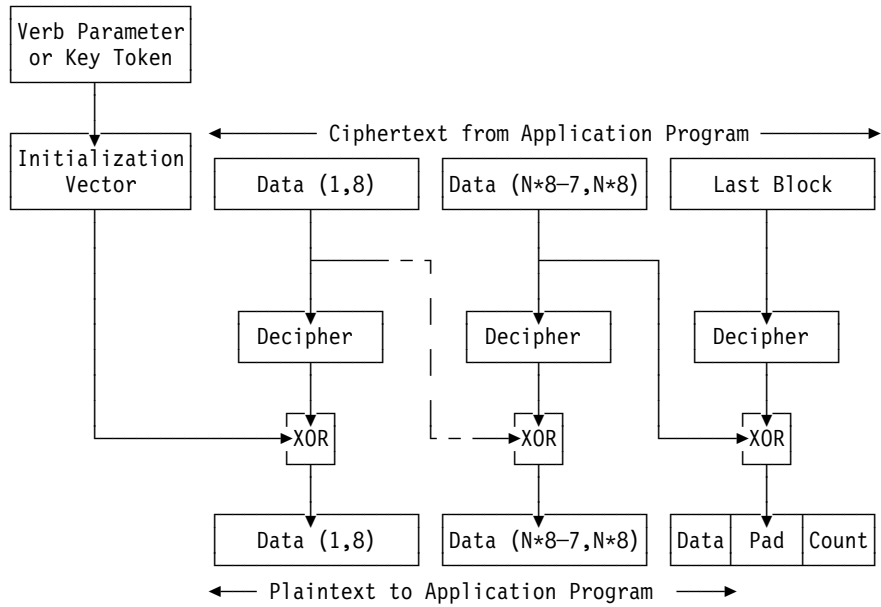 Verb Parameter
or Key Token
Ciphertext from Application Program
Initialization
Vector
Data (1,8)
Data (N*8–7,N*8)
Last Block
Decipher
Decipher
Decipher
XOR
XOR
XOR
Data (1,8)
Data (N*8–7,N*8)
Data
Pad
Count
Plaintext to Application Program